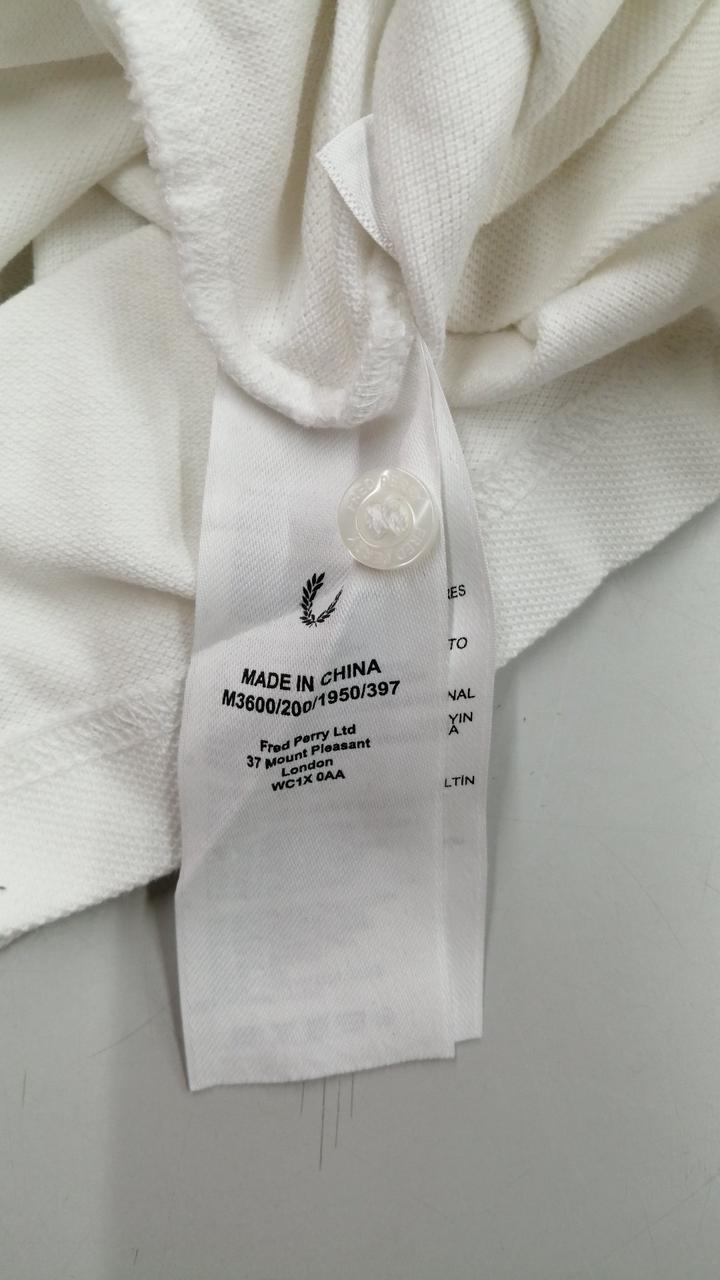 MADE IN CHINA
M3600/200/1950/397
Fred Perry Ltd
37 Mount Pleasant
London
WC1X 0AA
RES
TO
NAL
YIN
A
LTİN